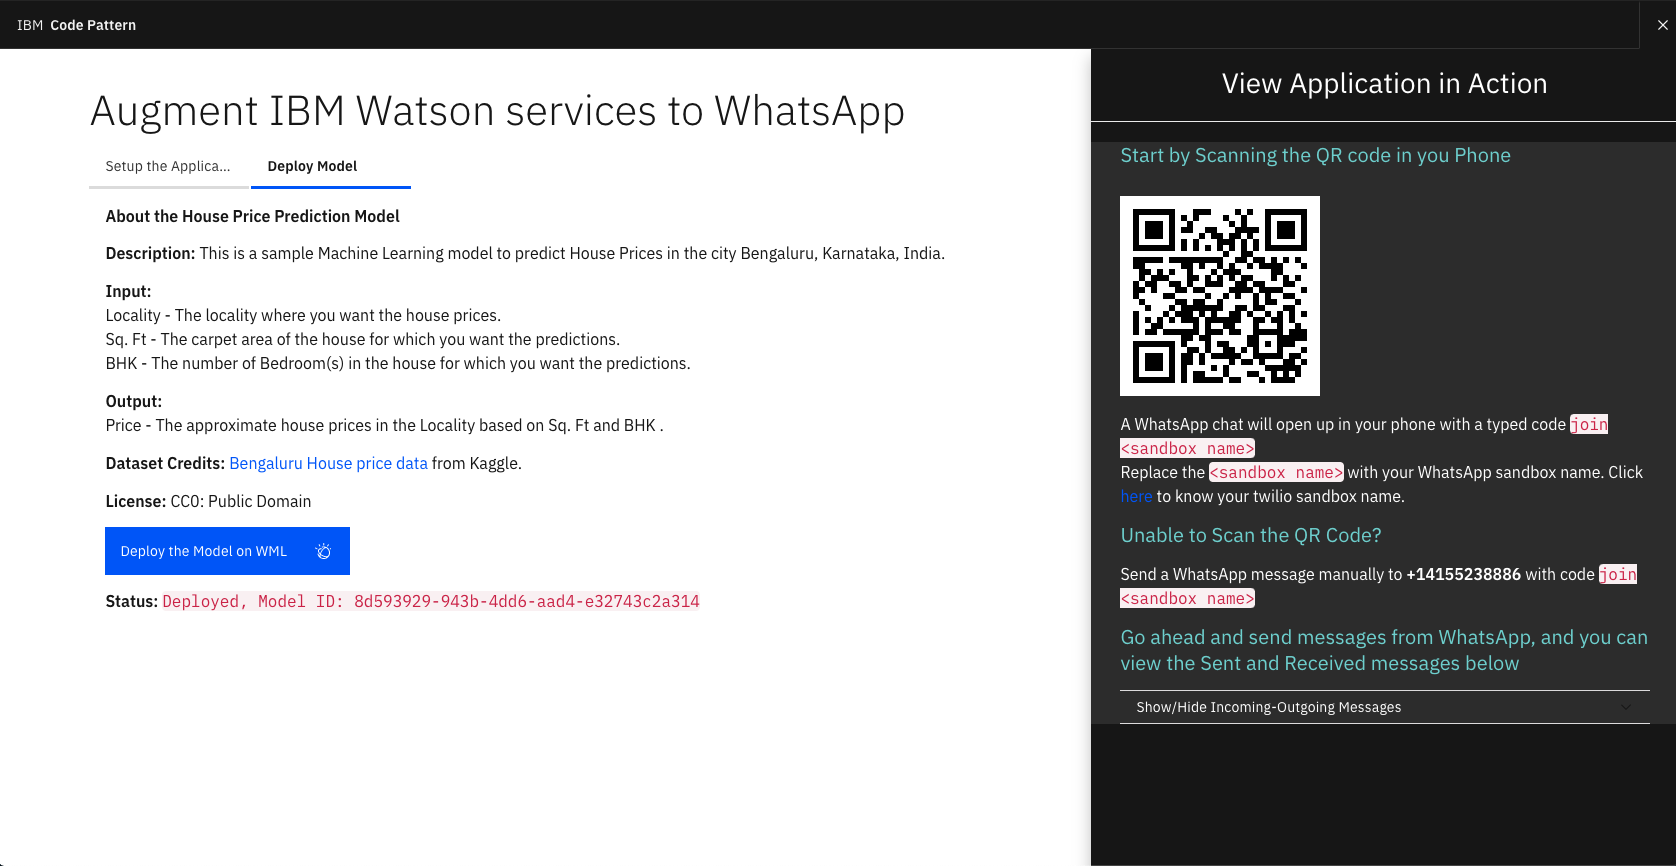 IBM Code Pattern
Augment IBM Watson services to WhatsApp
Setup the Applica...
Deploy Model
About the House Price Prediction Model
Description: This is a sample Machine Learning model to predict House Prices in the city Bengaluru, Karnataka, India.
Input:
Locality - The locality where you want the house prices.
Sq. Ft - The carpet area of the house for which you want the predictions.
BHK - The number of Bedroom(s) in the house for which you want the predictions.
Output:
Price - The approximate house prices in the Locality based on Sq. Ft and BHK .
Dataset Credits: Bengaluru House price data from Kaggle.
License: CC0: Public Domain
Deploy the Model on WML
Status: Deployed, Model ID: 8d593929-943b-4dd6-aad4-e32743c2a314
View Application in Action
Start by Scanning the QR code in you Phone
A WhatsApp chat will open up in your phone with a typed code join
<sandbox name>
Replace the <sandbox name> with your WhatsApp sandbox name. Click
here to know your twilio sandbox name.
Unable to Scan the QR Code?
Send a WhatsApp message manually to +14155238886 with code join
<sandbox name>
Go ahead and send messages from WhatsApp, and you can
view the Sent and Received messages below
Show/Hide Incoming-Outgoing Messages